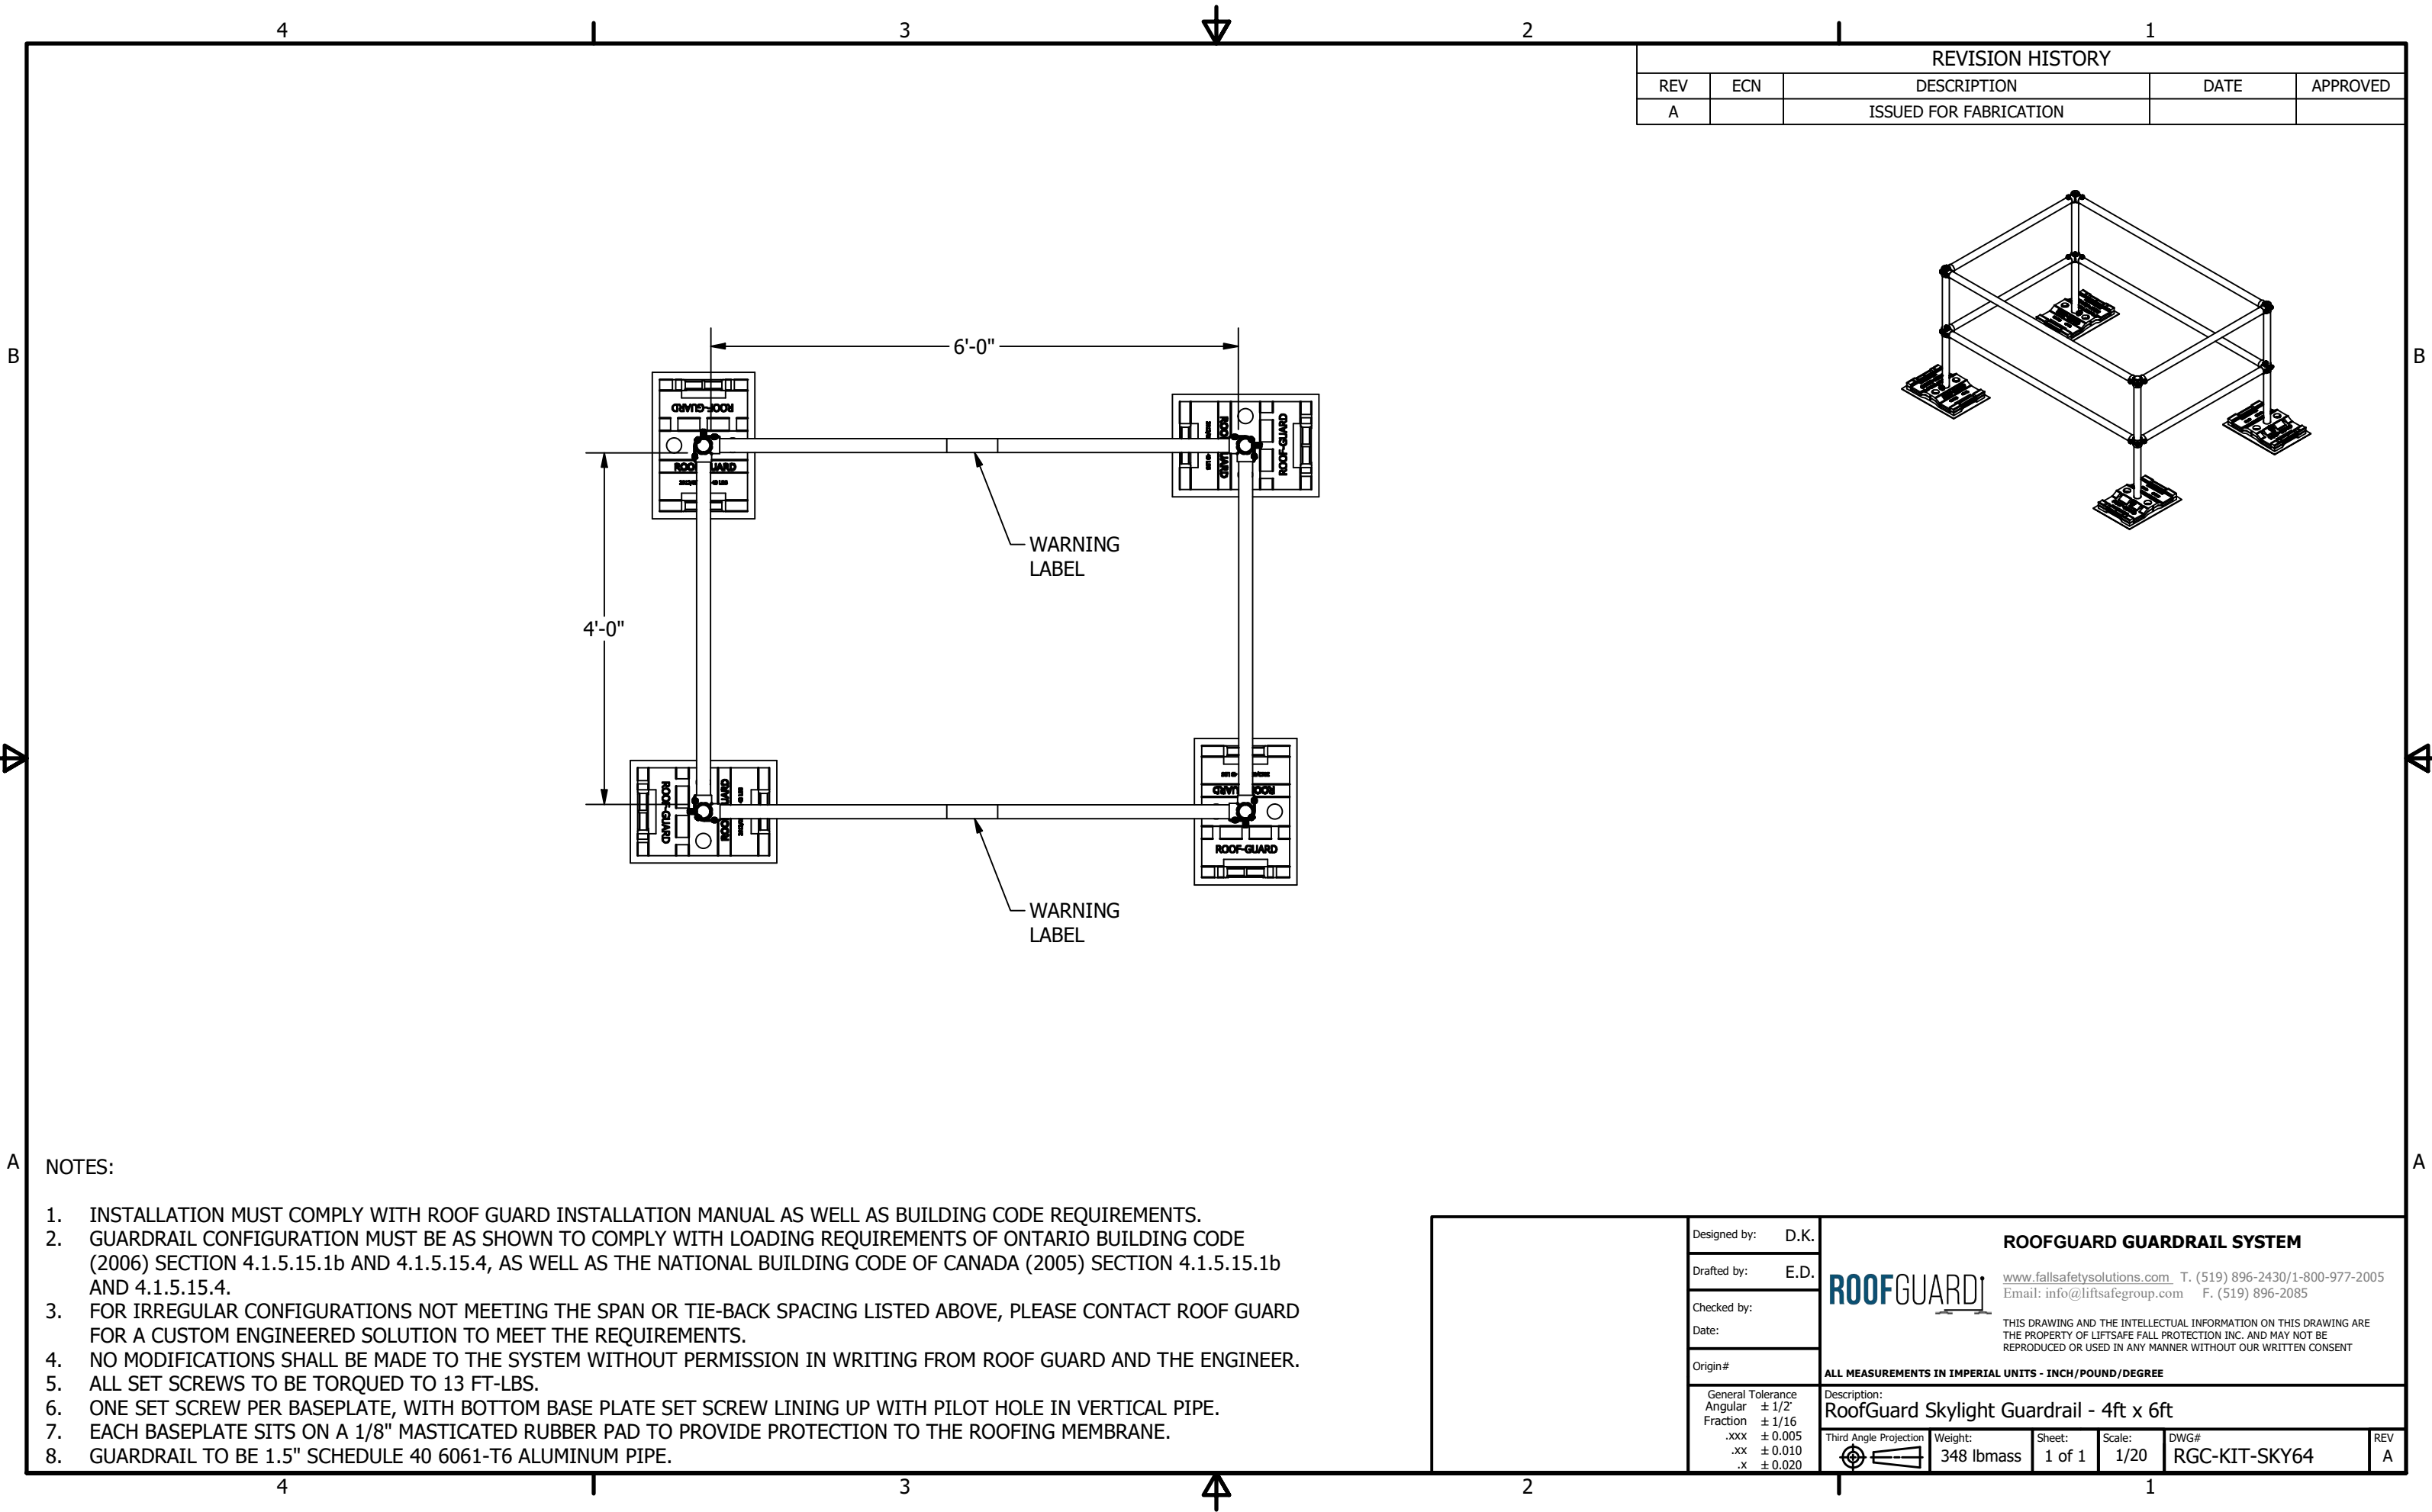 4 3 2 1
REVISION HISTORY
REV ECN DESCRIPTION DATE APPROVED
A ISSUED FOR FABRICATION
B B
6'-0"
ROOF-GUARD
ROOF-GUARD
WARNING
LABEL
4'-0"
ROOF-GUARD
ROOF-GUARD
WARNING
LABEL
A A
NOTES:
1. INSTALLATION MUST COMPLY WITH ROOF GUARD INSTALLATION MANUAL AS WELL AS BUILDING CODE REQUIREMENTS.
2. GUARDRAIL CONFIGURATION MUST BE AS SHOWN TO COMPLY WITH LOADING REQUIREMENTS OF ONTARIO BUILDING CODE
(2006) SECTION 4.1.5.15.1b AND 4.1.5.15.4, AS WELL AS THE NATIONAL BUILDING CODE OF CANADA (2005) SECTION 4.1.5.15.1b
AND 4.1.5.15.4.
3. FOR IRREGULAR CONFIGURATIONS NOT MEETING THE SPAN OR TIE-BACK SPACING LISTED ABOVE, PLEASE CONTACT ROOF GUARD
FOR A CUSTOM ENGINEERED SOLUTION TO MEET THE REQUIREMENTS.
4. NO MODIFICATIONS SHALL BE MADE TO THE SYSTEM WITHOUT PERMISSION IN WRITING FROM ROOF GUARD AND THE ENGINEER.
5. ALL SET SCREWS TO BE TORQUED TO 13 FT-LBS.
6. ONE SET SCREW PER BASEPLATE, WITH BOTTOM BASE PLATE SET SCREW LINING UP WITH PILOT HOLE IN VERTICAL PIPE.
7. EACH BASEPLATE SITS ON A 1/8" MASTICATED RUBBER PAD TO PROVIDE PROTECTION TO THE ROOFING MEMBRANE.
8. GUARDRAIL TO BE 1.5" SCHEDULE 40 6061-T6 ALUMINUM PIPE.
Designed by: D.K.
Drafted by: E.D.
Checked by:
Date:
Origin#
General Tolerance
Angular ± 1/2°
Fraction ± 1/16
.xxx ± 0.005
.xx ± 0.010
.x ± 0.020
ROOFGUARD
ROOFGUARD GUARDRAIL SYSTEM
www.fallsafetysolutions.com T. (519) 896-2430/1-800-977-2005
Email: info@liftsafegroup.com F. (519) 896-2085
THIS DRAWING AND THE INTELLECTUAL INFORMATION ON THIS DRAWING ARE
THE PROPERTY OF LIFTSAFE FALL PROTECTION INC. AND MAY NOT BE
REPRODUCED OR USED IN ANY MANNER WITHOUT OUR WRITTEN CONSENT
ALL MEASUREMENTS IN IMPERIAL UNITS - INCH/POUND/DEGREE
Description:
RoofGuard Skylight Guardrail - 4ft x 6ft
Third Angle Projection Weight: Sheet: Scale: DWG# REV
348 lbmass 1 of 1 1/20 RGC-KIT-SKY64 A
4 3 2 1